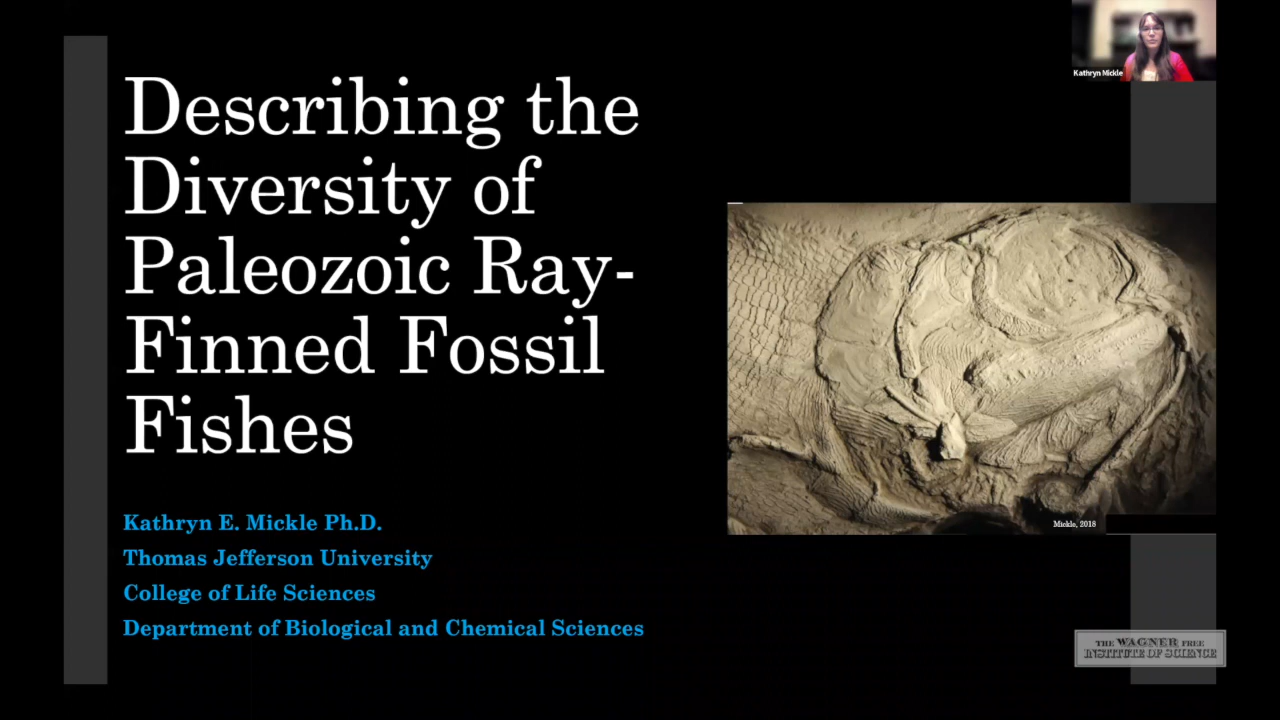 Describing the
Diversity of
Paleozoic Ray-
Finned Fossil
Fishes
Kathryn E. Mickle Ph.D.
Thomas Jefferson University
College of Life Sciences
Department of Biological and Chemical Sciences
Kathryn Mickle
Mickle, 2018
THE WAGNER FREE
INSTITUTE OF SCIENCE